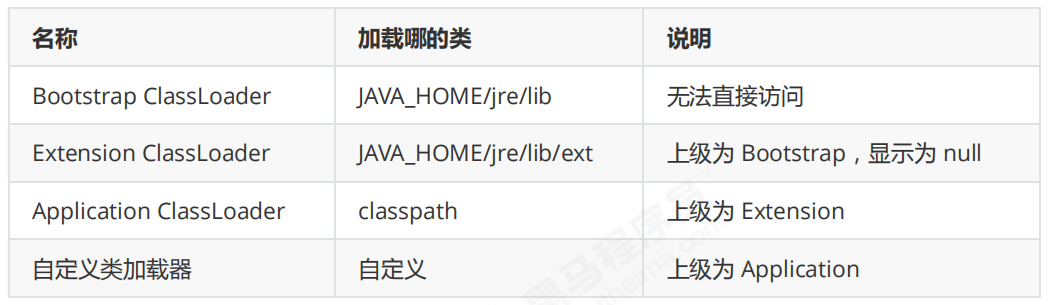 名称 加载哪的类 说明
Bootstrap ClassLoader JAVA_HOME/jre/lib 无法直接访问
Extension ClassLoader JAVA_HOME/jre/lib/ext 上级为 Bootstrap，显示为 null
Application ClassLoader classpath 上级为 Extension
自定义类加载器 自定义 上级为 Application
黑马程序员™